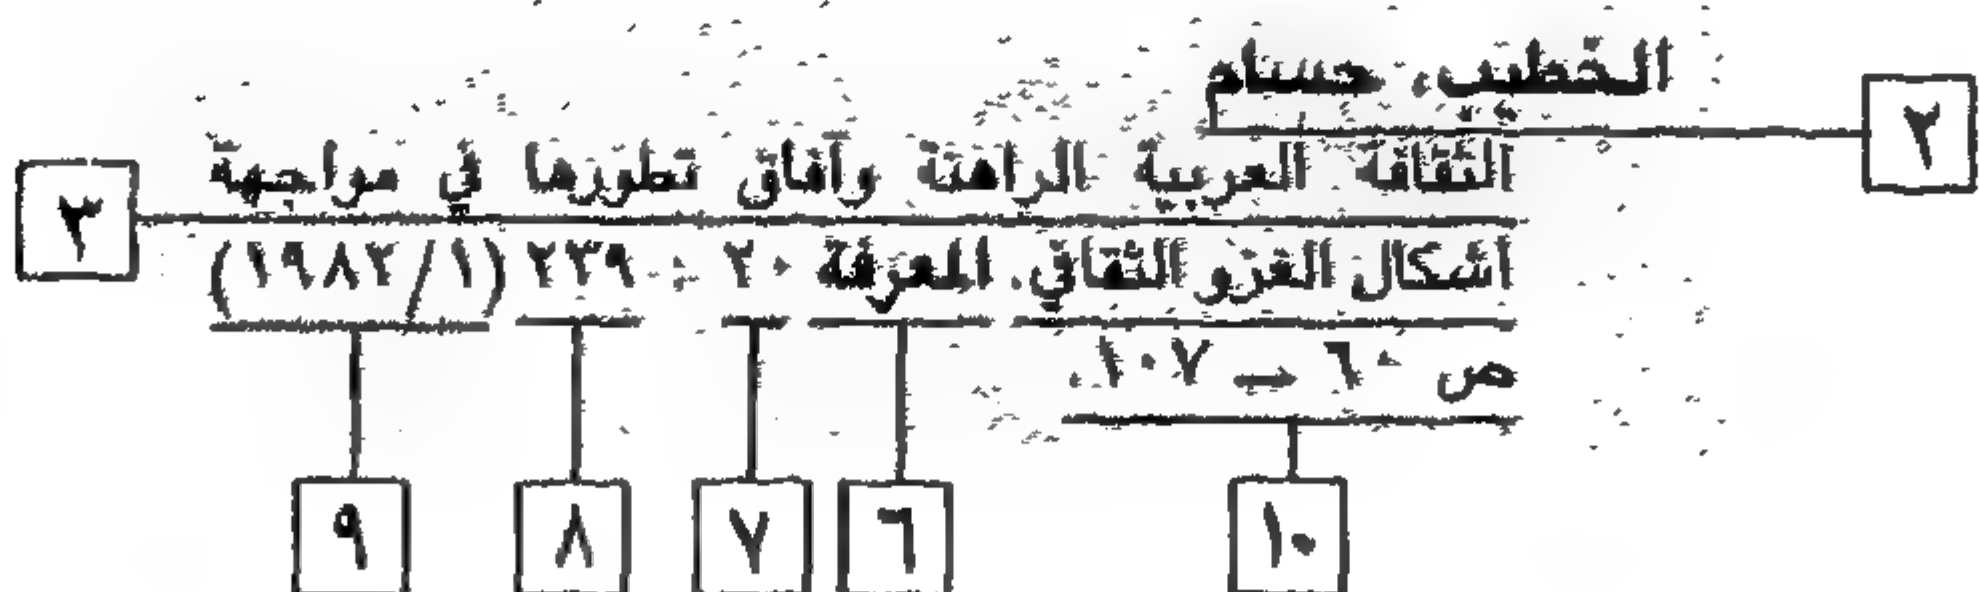 الخطيب، حسام
٢
الثقافة العربية الراهنة وآفاق تطورها في مواجهة
٣
أشكال الغزو الثقافي. المعرفة ٢٠ : ٢٣٩ (١٩٨٢/١)
ص ٦٠ — ١٠٧.
١٠ ٦ ٧ ٨ ٩